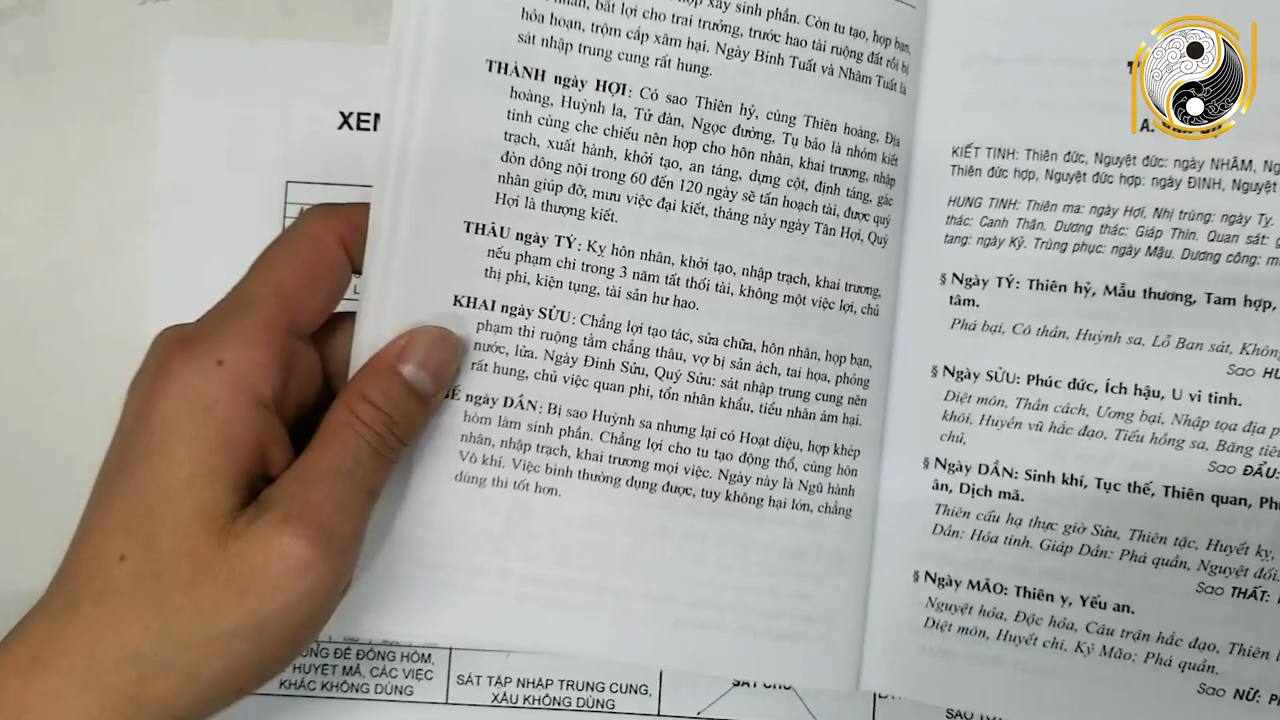 hợp xây sinh phần. Còn tu tạo, họp bạn,
nhân, bất lợi cho trai trưởng, trước hao tài ruộng đất rồi bị
hỏa hoạn, trộm cắp xâm hại. Ngày Bính Tuất và Nhâm Tuất là
sát nhập trung cung rất hung.
THÀNH ngày HỢI: Có sao Thiên hỷ, cùng Thiên hoàng, Địa
hoàng, Huỳnh la, Tử đàn, Ngọc đường, Tụ bảo là nhóm kiết
tinh cùng che chiếu nên hợp cho hôn nhân, khai trương, nhập
trạch, xuất hành, khởi tạo, an táng, dựng cột, định táng, gác
đòn dông nội trong 60 đến 120 ngày sẽ tấn hoạch tài, được quý
nhân giúp đỡ, mưu việc đại kiết, tháng này ngày Tân Hợi, Quý
Hợi là thượng kiết.
THÂU ngày TÝ: Kỵ hôn nhân, khởi tạo, nhập trạch, khai trương,
nếu phạm chi trong 3 năm tất thối tài, không một việc lợi, chủ
thị phi, kiện tụng, tài sản hư hao.
KHAI ngày SỬU: Chẳng lợi tạo tác, sửa chữa, hôn nhân, họp bạn,
phạm thì ruộng tằm chẳng thâu, vợ bị sản ách, tai họa, phòng
nước, lửa. Ngày Đinh Sửu, Quý Sửu: sát nhập trung cung nên
rất hung, chủ việc quan phi, tổn nhân khẩu, tiểu nhân ám hại.
BẾ ngày DẦN: Bị sao Huỳnh sa nhưng lại có Hoạt diệu, hợp khép
hòm làm sinh phần. Chẳng lợi cho tu tạo động thổ, cùng hôn
nhân, nhập trạch, khai trương mọi việc. Ngày này là Ngũ hành
Vô khí. Việc bình thường dụng được, tuy không hại lớn, chẳng
dùng thì tốt hơn.
A.
KIẾT TINH: Thiên đức, Nguyệt đức: ngày NHÂM,
Thiên đức hợp, Nguyệt đức hợp: ngày ĐINH, Nguyệt
HUNG TINH: Thiên ma: ngày Hợi, Nhị trùng: ngày Tỵ.
thác: Canh Thân. Dương thác: Giáp Thìn. Quan sát:
tang: ngày Kỷ. Trùng phục: ngày Mậu. Dương công:
§ Ngày TÝ: Thiên hỷ, Mẫu thương, Tam hợp,
tâm.
Phá bại, Cô thần, Huỳnh sa, Lỗ Ban sát,
Sao
§ Ngày SỬU: Phúc đức, Ích hậu, U vi tinh.
Diệt môn, Thần cách, Ương bại, Nhập tọa địa
khôi, Huyền vũ hắc đạo, Tiểu hồng sa, Băng
chủ,
Sao ĐẨU:
§ Ngày DẦN: Sinh khí, Tục thế, Thiên quan,
ân, Dịch mã.
Thiên cẩu hạ thực giờ Sửu, Thiên tặc, Huyết kỵ,
Dần: Hỏa tinh. Giáp Dần: Phá quân, Nguyệt đối.
Sao THẤT:
§ Ngày MÃO: Thiên y, Yếu an.
Nguyệt hỏa, Độc hỏa, Câu trận hắc đạo, Thiên
Diệt môn, Huyết chi, Kỷ Mão: Phá quân.
Sao NỮ:
XEM
ĐỂ ĐÓNG HÒM,
HUYỆT MẢ, CÁC VIỆC
KHÁC KHÔNG DÙNG
SÁT TẬP NHẬP TRUNG CUNG,
XẤU KHÔNG DÙNG
SÁT CHỦ